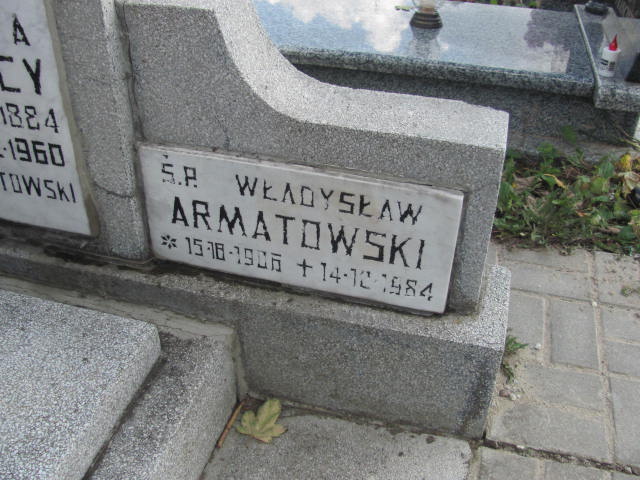 A
CY
1884
-1960
TOWSKI
Ś.P. WŁADYSŁAW
ARMATOWSKI
* 15-10-1906 + 14-12-1984